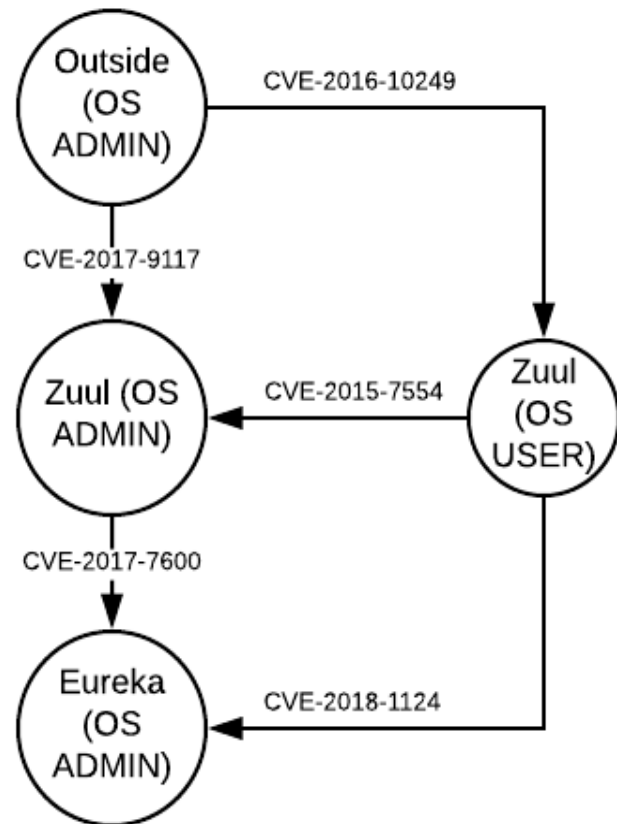 Outside
(OS
ADMIN)
CVE-2016-10249
CVE-2017-9117
Zuul (OS
ADMIN)
CVE-2015-7554
Zuul
(OS
USER)
CVE-2017-7600
Eureka
(OS
ADMIN)
CVE-2018-1124